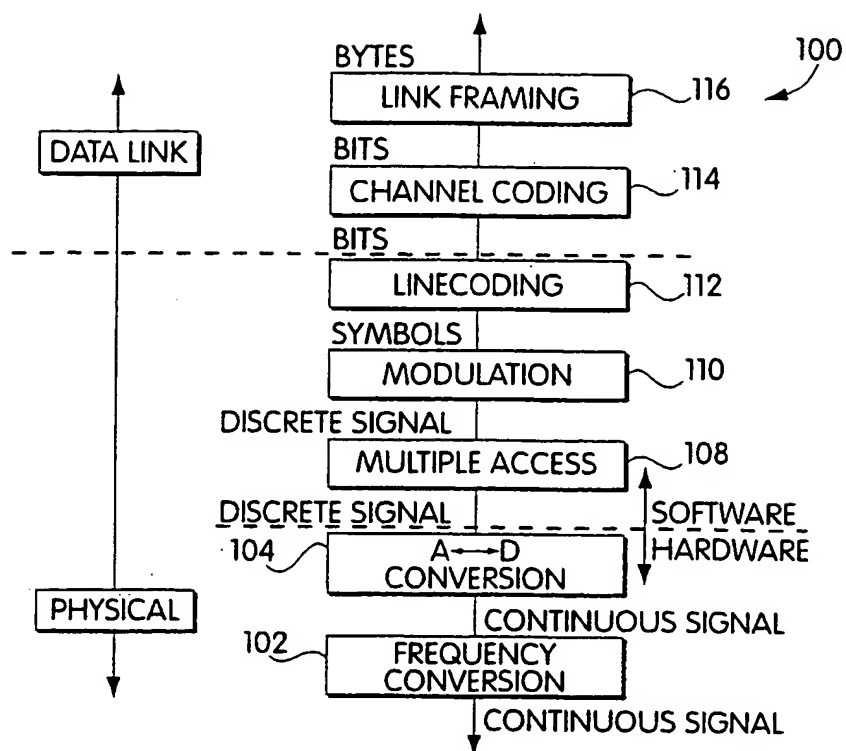 BYTES
100
LINK FRAMING
116
DATA LINK
BITS
CHANNEL CODING
114
BITS
LINECODING
112
SYMBOLS
MODULATION
110
DISCRETE SIGNAL
MULTIPLE ACCESS
108
DISCRETE SIGNAL
SOFTWARE
104
A↔D
CONVERSION
HARDWARE
PHYSICAL
CONTINUOUS SIGNAL
102
FREQUENCY
CONVERSION
CONTINUOUS SIGNAL